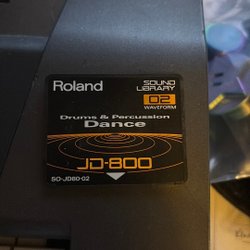 Roland
SOUND
LIBRARY
02
WAVEFORM
Drums & Percussion
Dance
JD-800
SO-JD80-02